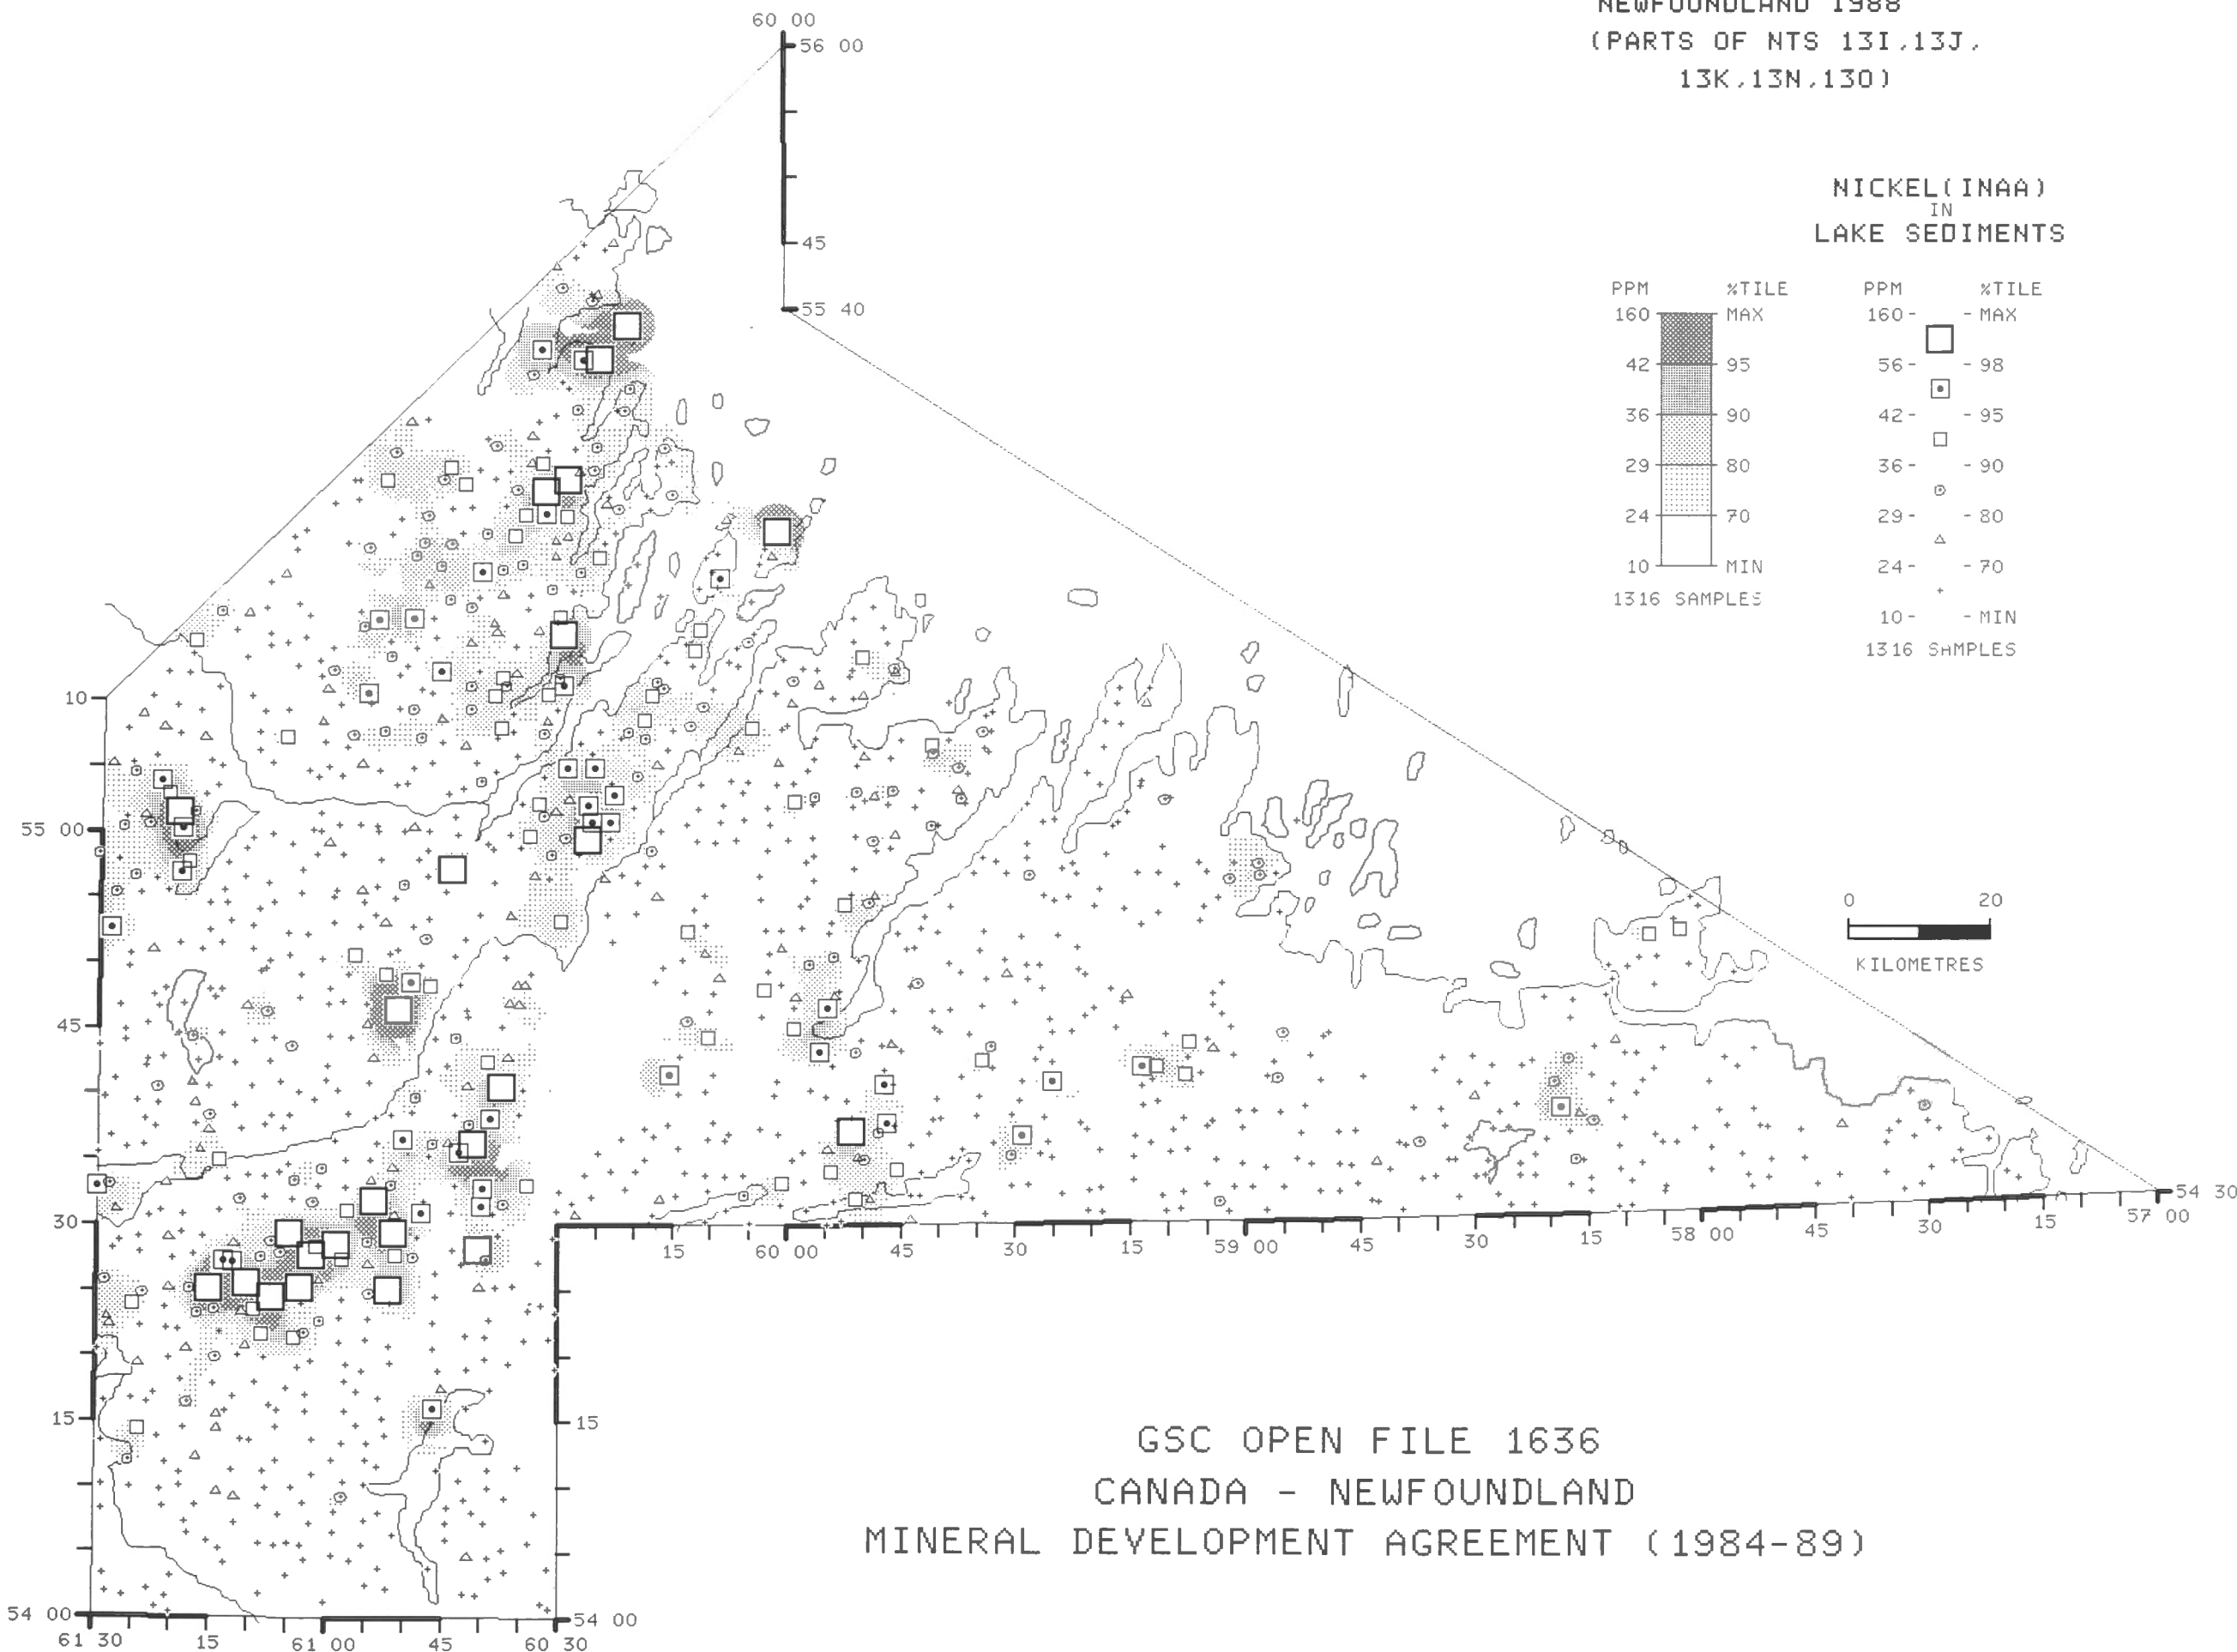 NEWFOUNDLAND 1988
(PARTS OF NTS 13I,13J,
13K,13N,13O)
60 00
56 00
45
55 40
NICKEL(INAA)
IN
LAKE SEDIMENTS
PPM %TILE PPM %TILE
160 MAX 160- -MAX
42 95 56- -98
36 90 42- -95
29 80 36- -90
24 70 29- -80
10 MIN 24- -70
1316 SAMPLES 10- -MIN
1316 SAMPLES
10
55 00
45
30
15
54 00
0 20
KILOMETRES
54 30
15 60 00 45 30 15 59 00 45 30 15 58 00 45 30 15 57 00
15
54 00
61 30 15 61 00 45 60 30
GSC OPEN FILE 1636
CANADA - NEWFOUNDLAND
MINERAL DEVELOPMENT AGREEMENT (1984-89)